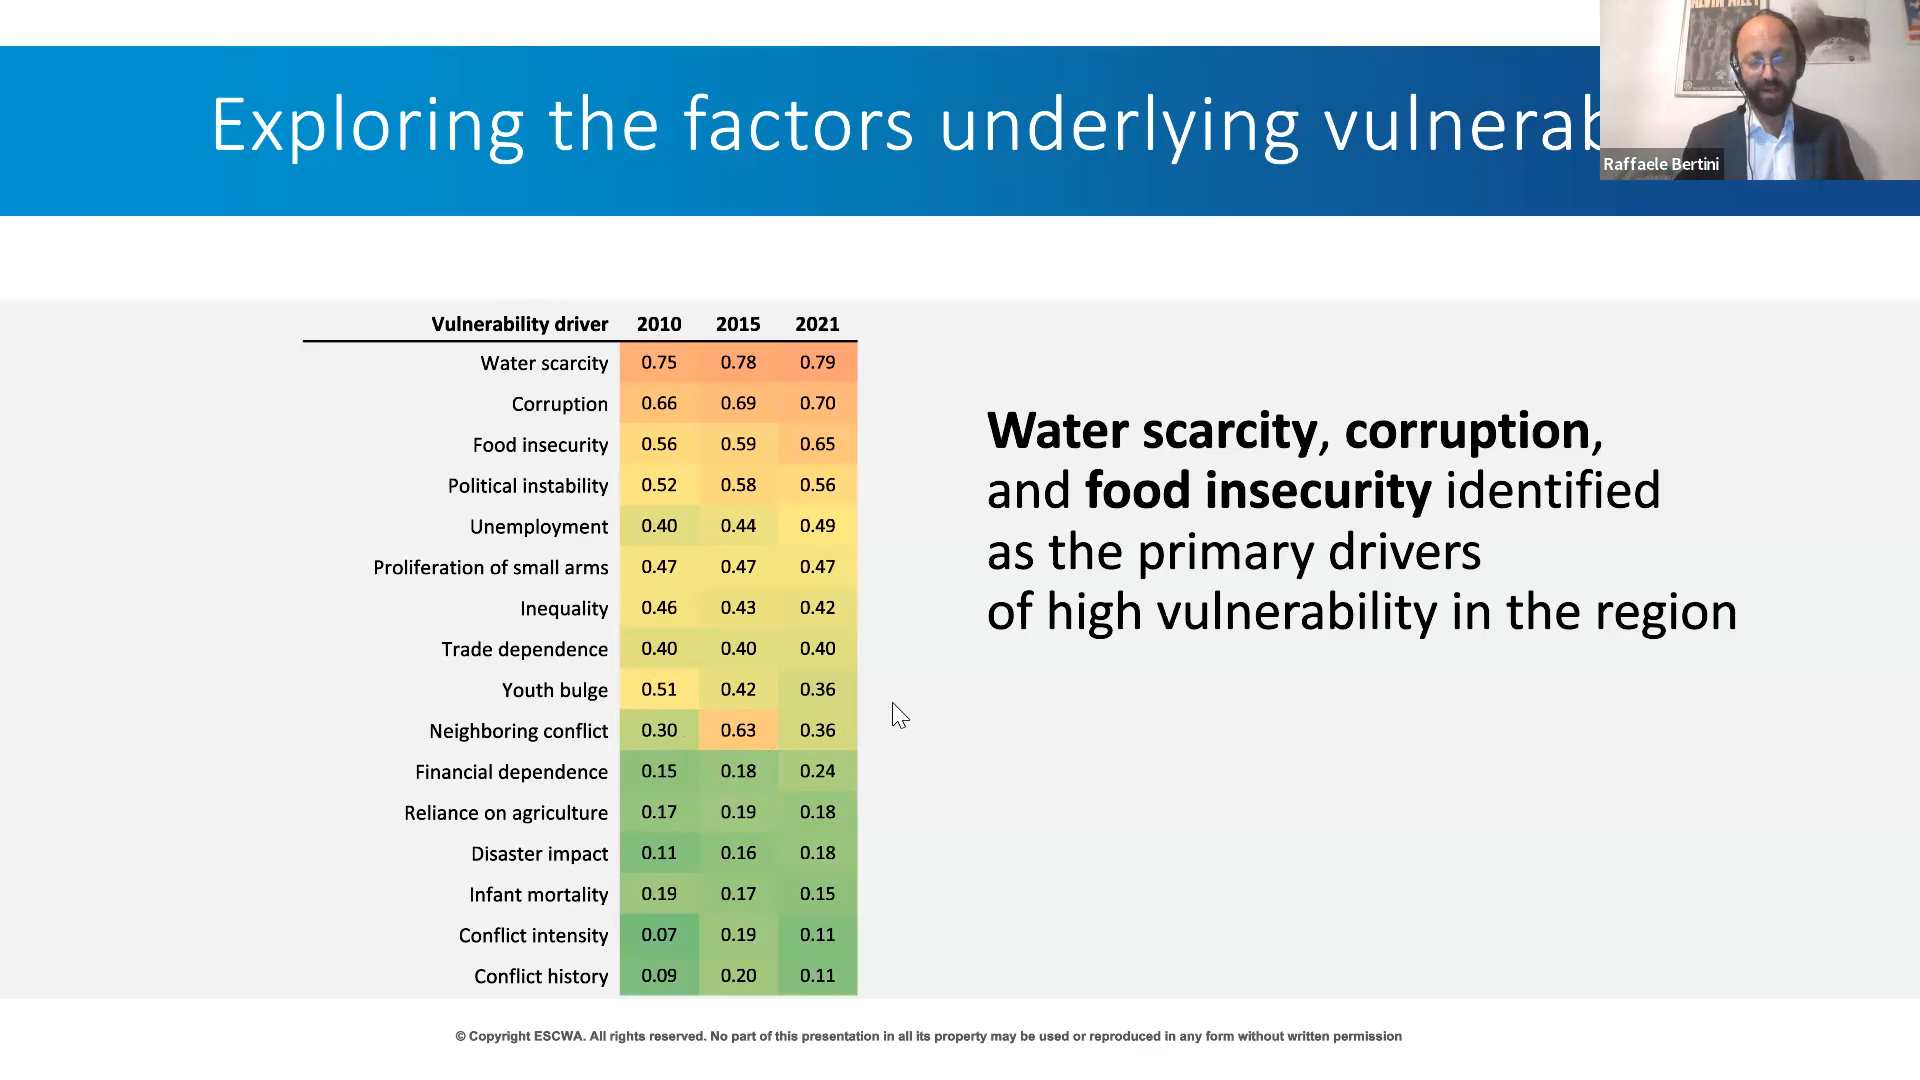 Exploring the factors underlying vulnerab
Raffaele Bertini
Vulnerability driver 2010 2015 2021
Water scarcity 0.75 0.78 0.79
Corruption 0.66 0.69 0.70
Food insecurity 0.56 0.59 0.65
Political instability 0.52 0.58 0.56
Unemployment 0.40 0.44 0.49
Proliferation of small arms 0.47 0.47 0.47
Inequality 0.46 0.43 0.42
Trade dependence 0.40 0.40 0.40
Youth bulge 0.51 0.42 0.36
Neighboring conflict 0.30 0.63 0.36
Financial dependence 0.15 0.18 0.24
Reliance on agriculture 0.17 0.19 0.18
Disaster impact 0.11 0.16 0.18
Infant mortality 0.19 0.17 0.15
Conflict intensity 0.07 0.19 0.11
Conflict history 0.09 0.20 0.11
Water scarcity, corruption,
and food insecurity identified
as the primary drivers
of high vulnerability in the region
© Copyright ESCWA. All rights reserved. No part of this presentation in all its property may be used or reproduced in any form without written permission